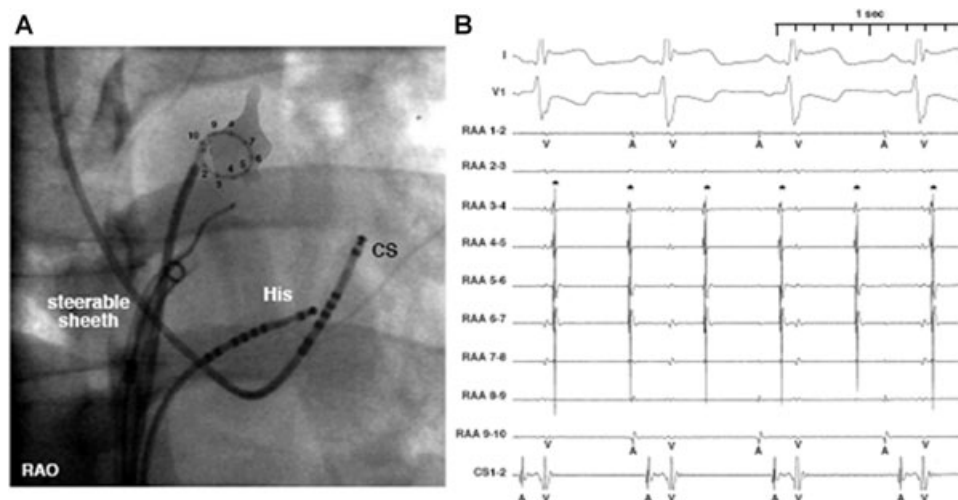 A
10
9
8
7
6
5
4
3
2
CS
His
steerable
sheeth
RAO
B
1 sec
I
V1
RAA 1-2
V A V A V A V
RAA 2-3
RAA 3-4
RAA 4-5
RAA 5-6
RAA 6-7
RAA 7-8
RAA 8-9
RAA 9-10
V A V A V A V
CS1-2
A V A V A V A V